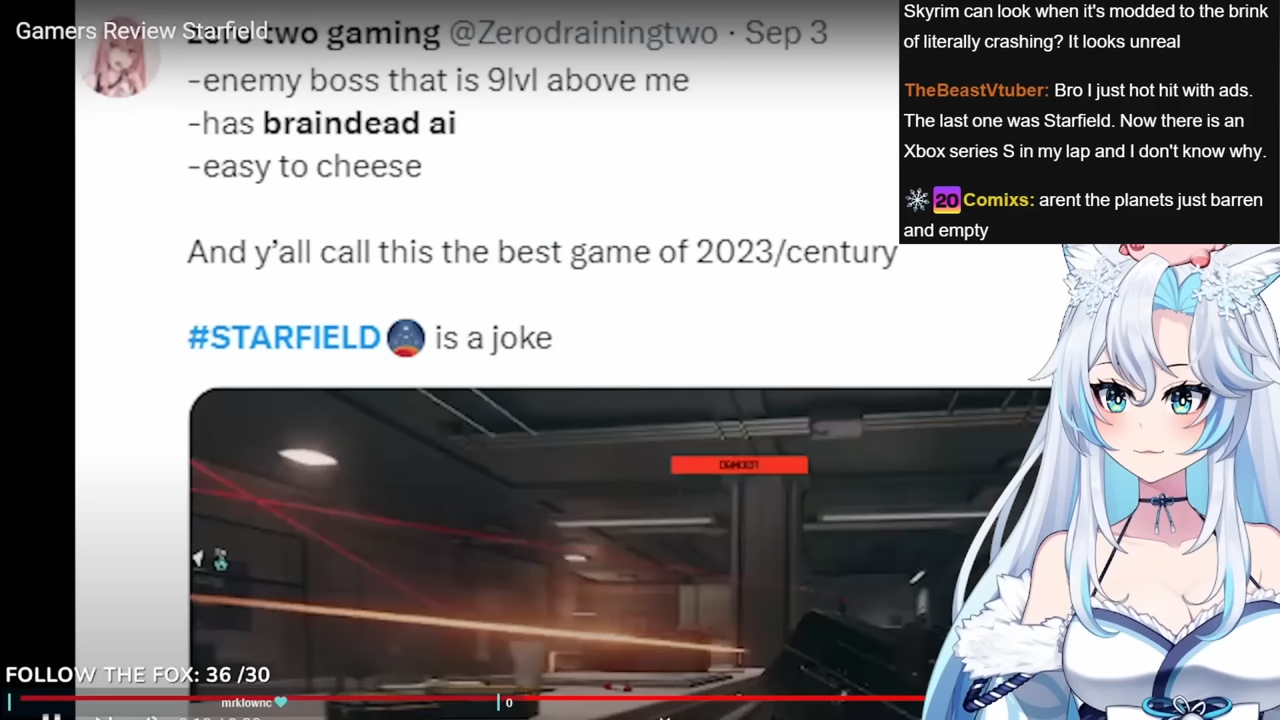 Gamers Review Starfield
zero two gaming @Zerodrainingtwo · Sep 3
-enemy boss that is 9lvl above me
-has braindead ai
-easy to cheese
And y'all call this the best game of 2023/century
#STARFIELD is a joke
Skyrim can look when it's modded to the brink
of literally crashing? It looks unreal
TheBeastVtuber: Bro I just hot hit with ads.
The last one was Starfield. Now there is an
Xbox series S in my lap and I don't know why.
20 Comixs: arent the planets just barren
and empty
FOLLOW THE FOX: 36 /30
mrklownc
0